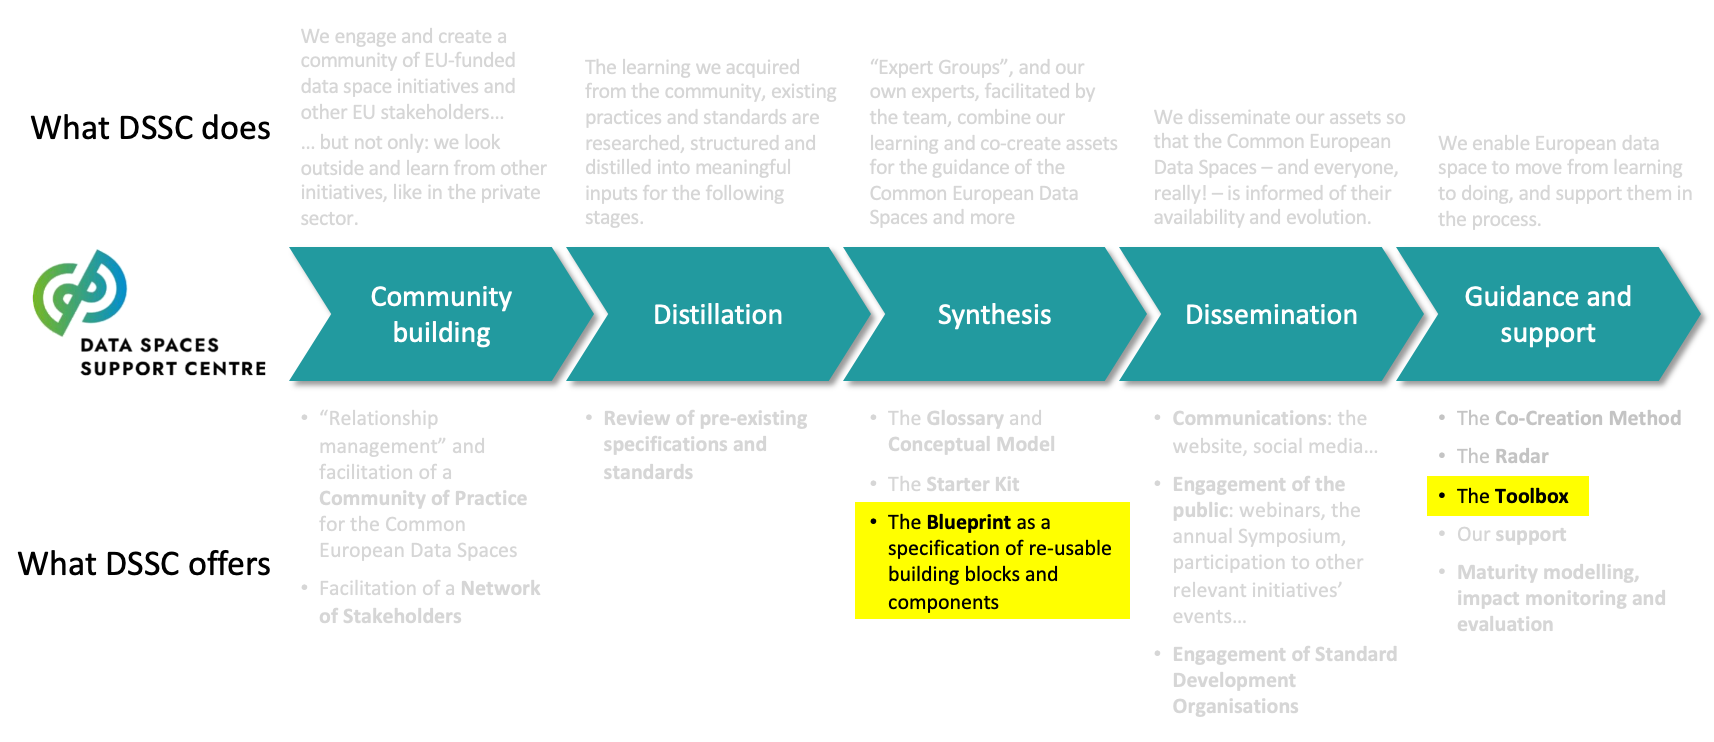 What DSSC does
We engage and create a
community of EU-funded
data space initiatives and
other EU stakeholders…
… but not only: we look
outside and learn from other
initiatives, like in the private
sector.
The learning we acquired
from the community, existing
practices and standards are
researched, structured and
distilled into meaningful
inputs for the following
stages.
“Expert Groups”, and our
own experts, facilitated by
the team, combine our
learning and co-create assets
for the guidance of the
Common European Data
Spaces and more
We disseminate our assets so
that the Common European
Data Spaces – and everyone,
really! – is informed of their
availability and evolution.
We enable European data
space to move from learning
to doing, and support them in
the process.
DATA SPACES
SUPPORT CENTRE
Community
building
Distillation
Synthesis
Dissemination
Guidance and
support
What DSSC offers
• “Relationship
management” and
facilitation of a
Community of Practice
for the Common
European Data Spaces
• Facilitation of a Network
of Stakeholders
• Review of pre-existing
specifications and
standards
• The Glossary and
Conceptual Model
• The Starter Kit
• The Blueprint as a
specification of re-usable
building blocks and
components
• Communications: the
website, social media…
• Engagement of the
public: webinars, the
annual Symposium,
participation to other
relevant initiatives’
events…
• Engagement of Standard
Development
Organisations
• The Co-Creation Method
• The Radar
• The Toolbox
• Our support
• Maturity modelling,
impact monitoring and
evaluation